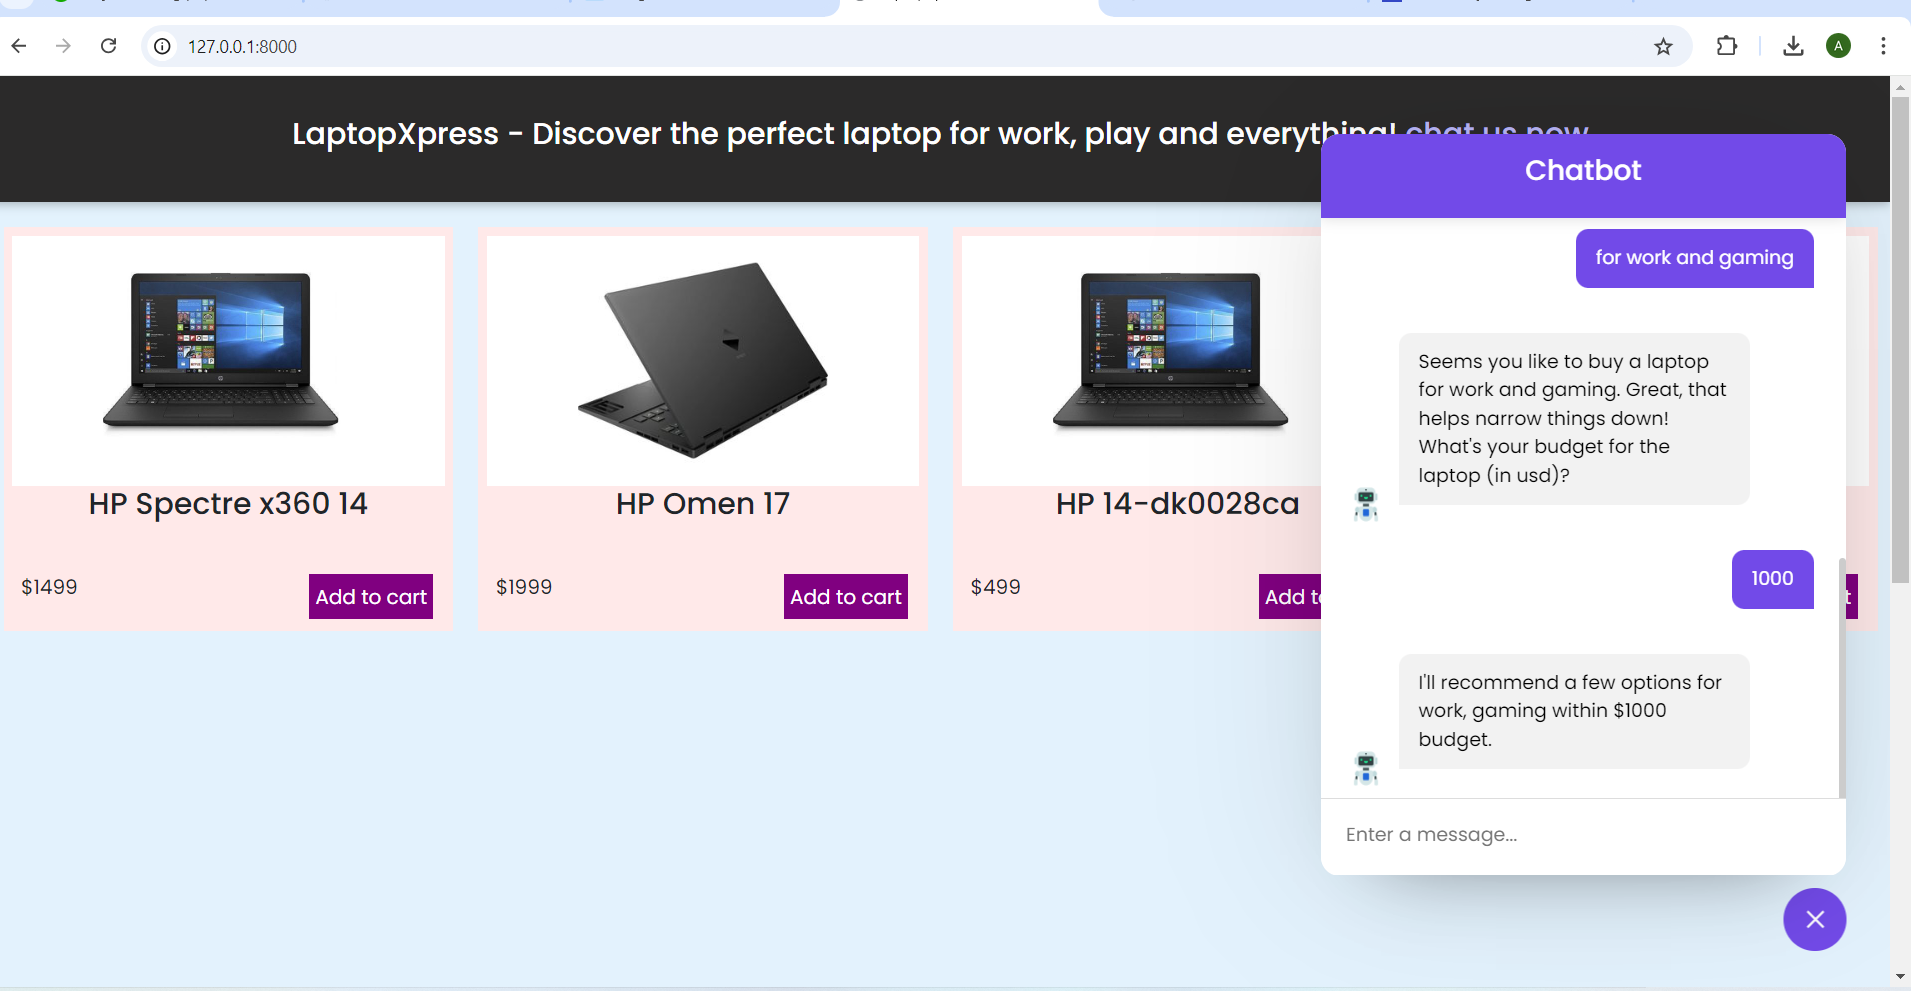 127.0.0.1:8000
A
LaptopXpress - Discover the perfect laptop for work, play and everything! chat us now
Chatbot
for work and gaming
Seems you like to buy a laptop
for work and gaming. Great, that
helps narrow things down!
What's your budget for the
laptop (in usd)?
1000
I'll recommend a few options for
work, gaming within $1000
budget.
Enter a message...
HP Spectre x360 14
$1499
Add to cart
HP Omen 17
$1999
Add to cart
HP 14-dk0028ca
$499
Add t